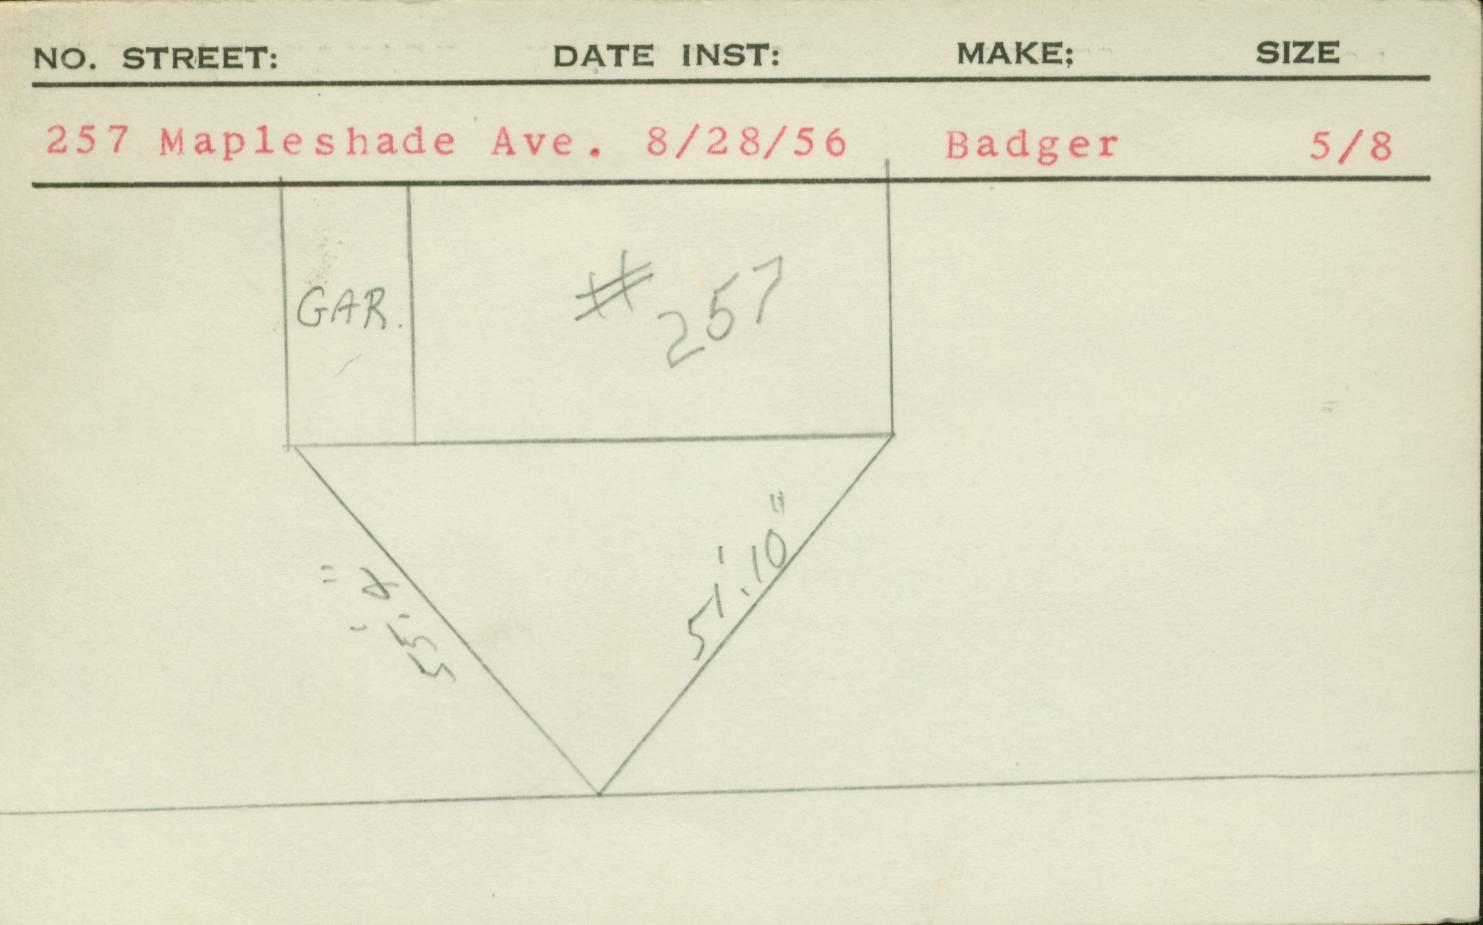 NO. STREET: DATE INST: MAKE; SIZE
257 Mapleshade Ave. 8/28/56 Badger 5/8
GAR.
# 257
55'.4"
51'.10"